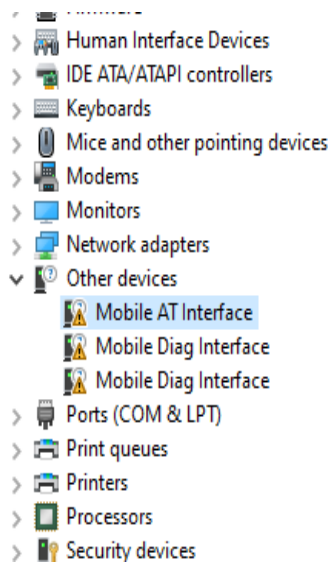 Human Interface Devices
IDE ATA/ATAPI controllers
Keyboards
Mice and other pointing devices
Modems
Monitors
Network adapters
Other devices
Mobile AT Interface
Mobile Diag Interface
Mobile Diag Interface
Ports (COM & LPT)
Print queues
Printers
Processors
Security devices